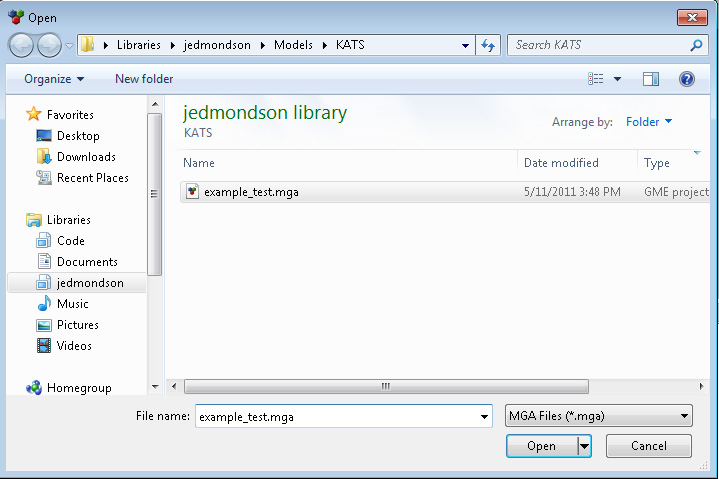 Open
Libraries jedmondson Models KATS
Search KATS
Organize New folder
Favorites
Desktop
Downloads
Recent Places
Libraries
Code
Documents
jedmondson
Music
Pictures
Videos
Homegroup
jedmondson library
KATS
Arrange by: Folder
Name Date modified Type
example_test.mga 5/11/2011 3:48 PM GME project
File name: example_test.mga MGA Files (*.mga)
Open Cancel